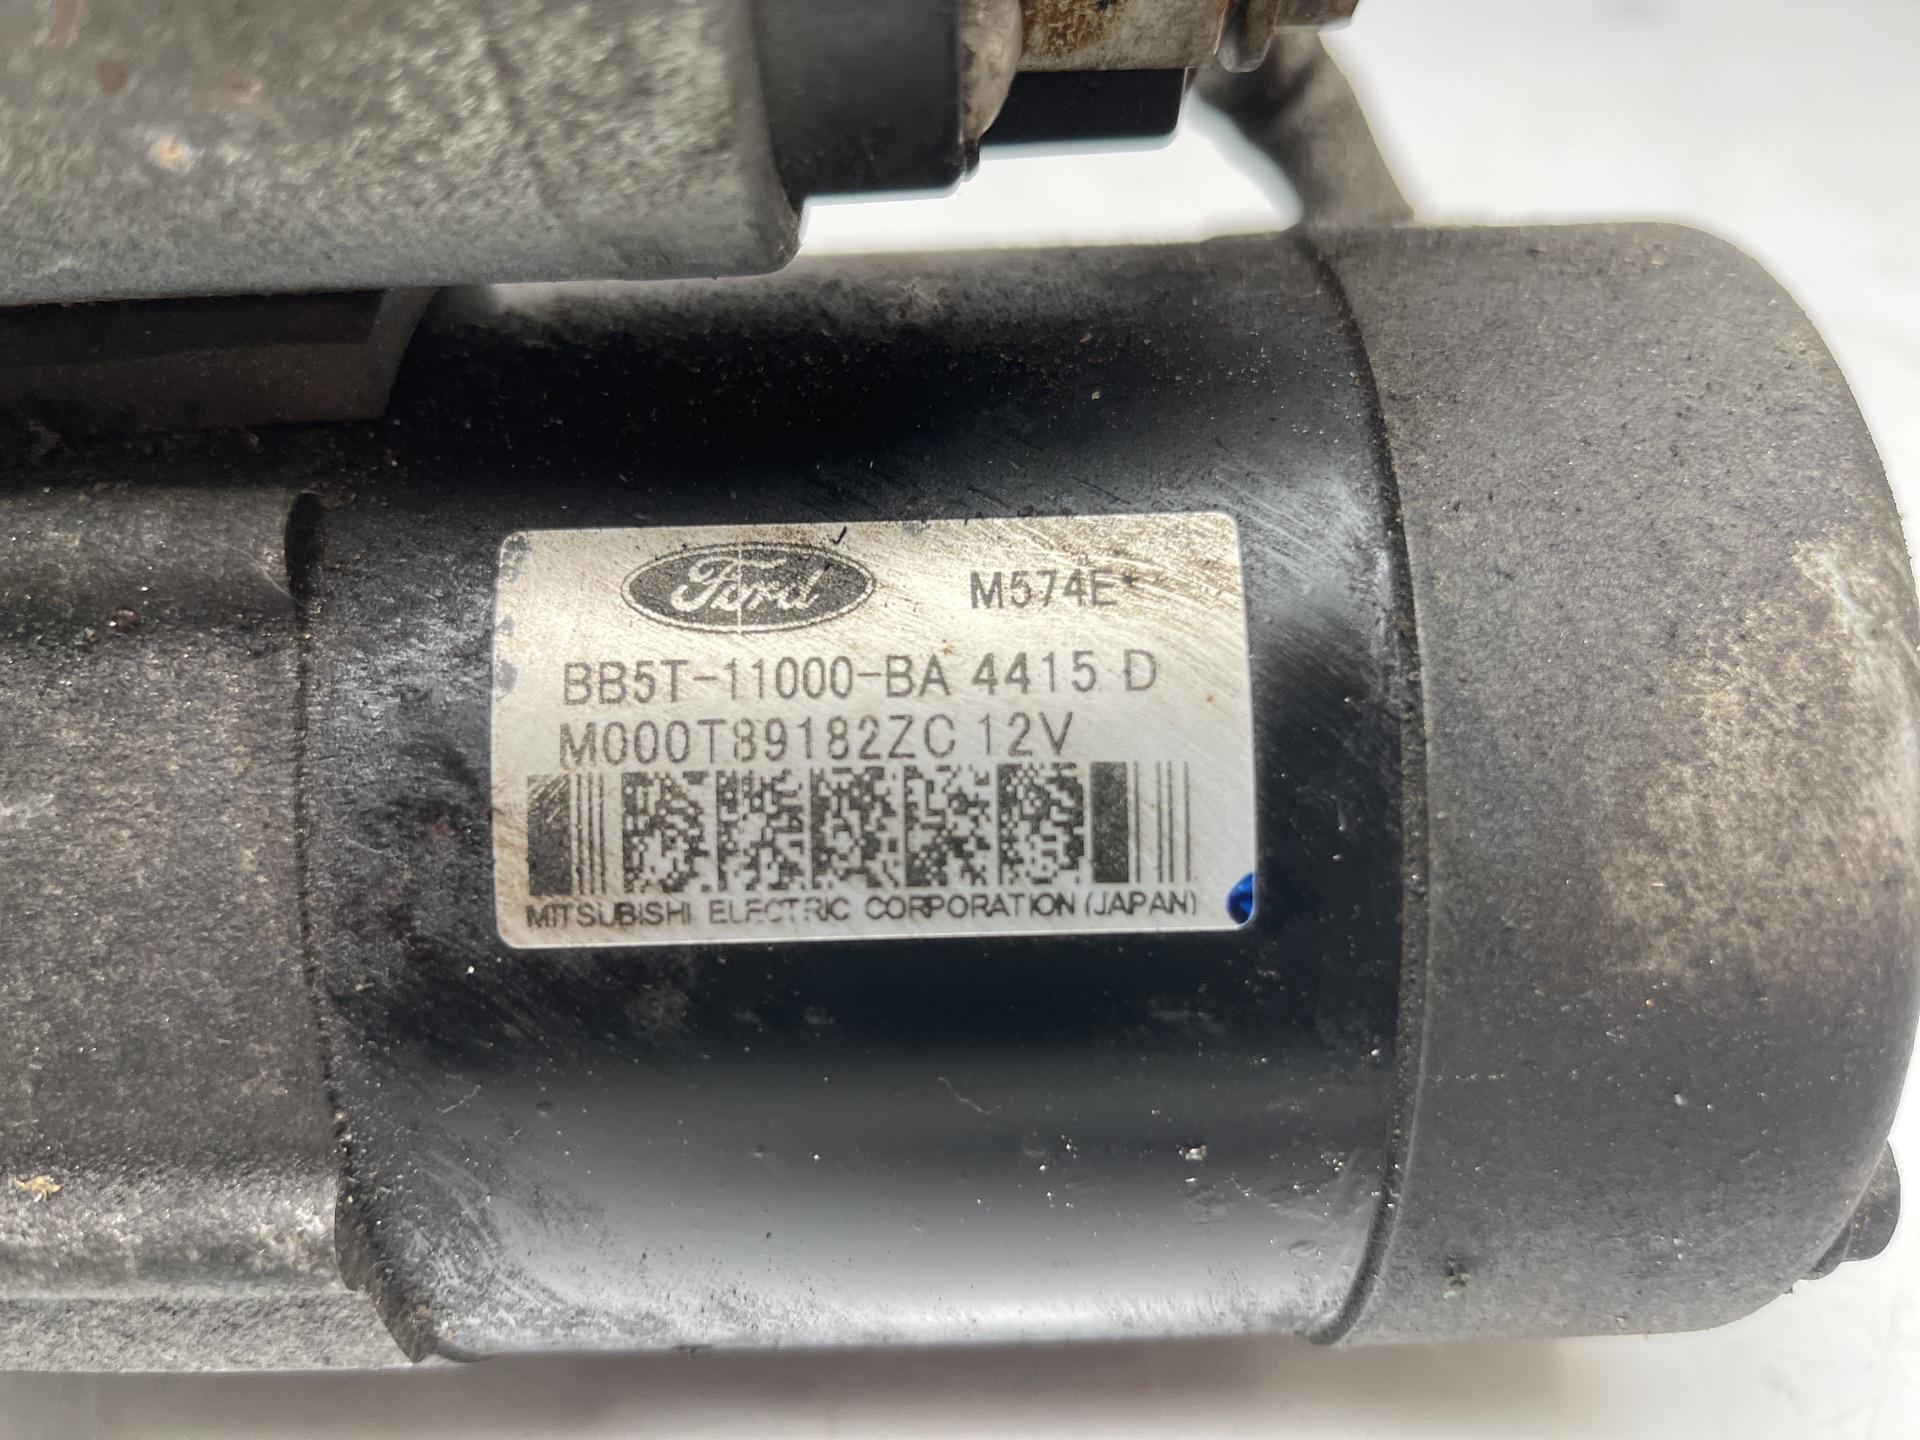 Ford M574E
BB5T-11000-BA 4415 D
M000T89182ZC 12V
MITSUBISHI ELECTRIC CORPORATION (JAPAN)